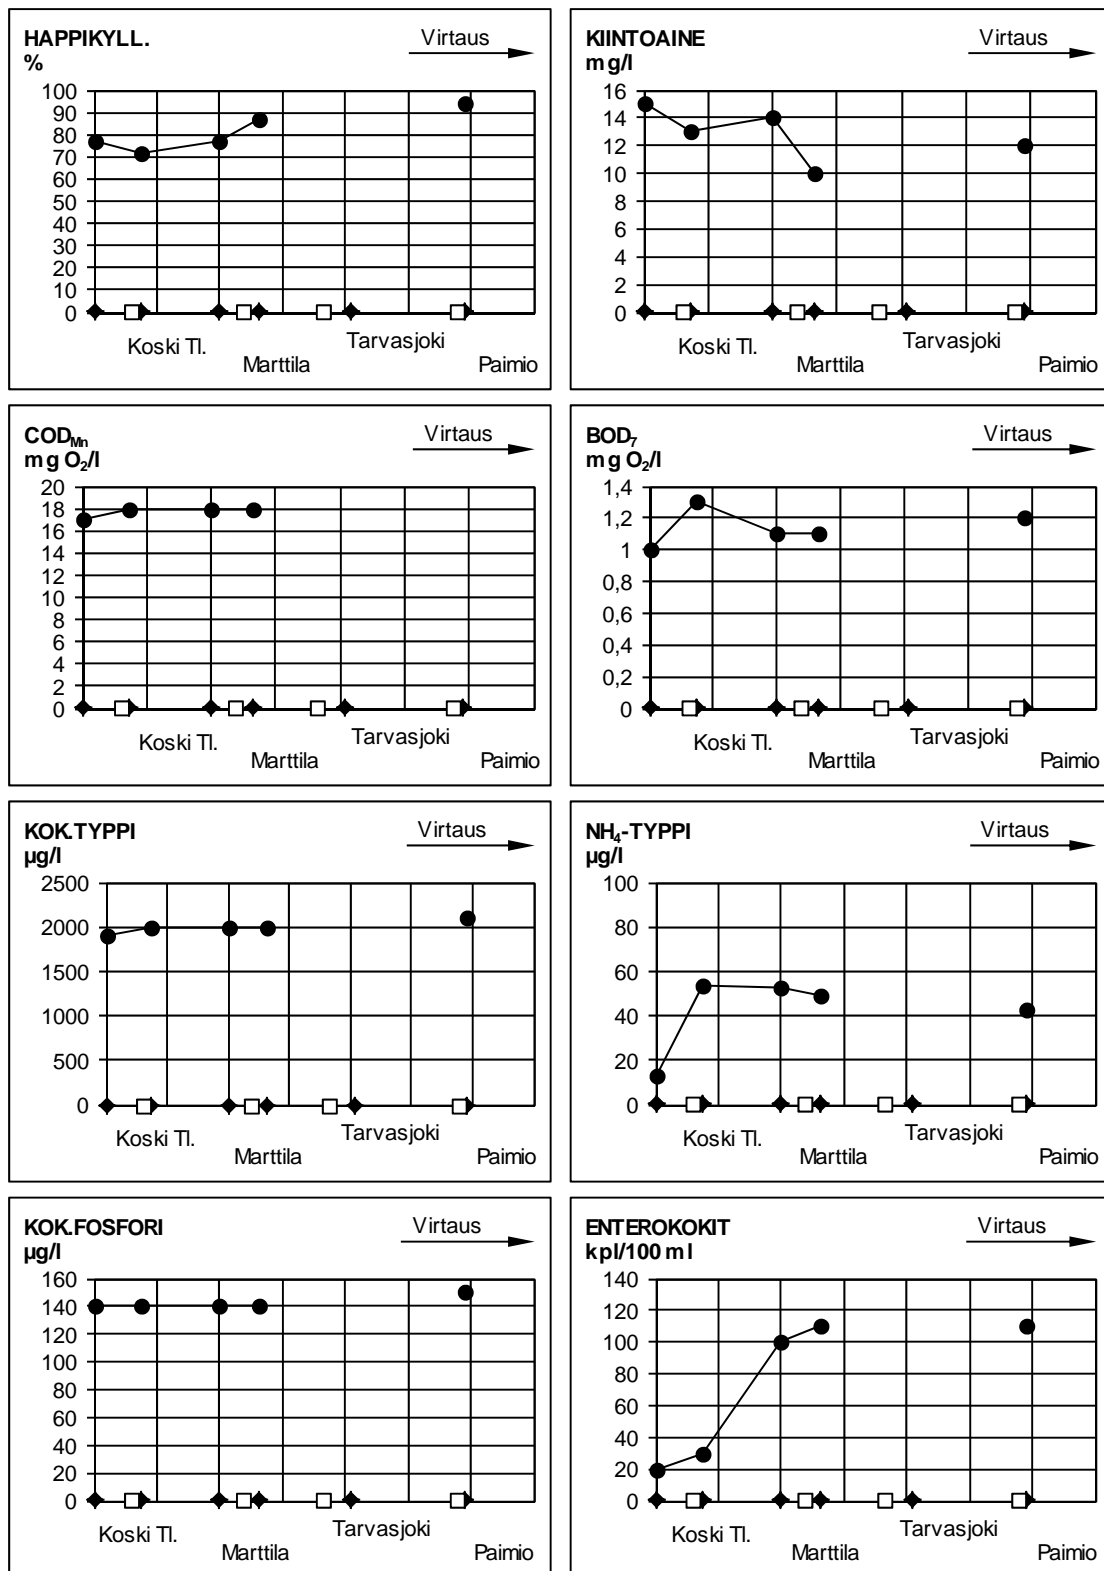 HAPPIKYLL.
%
Virtaus
100
90
80
70
60
50
40
30
20
10
0
Koski Tl.
Marttila
Tarvasjoki
Paimio
KIINTOAINE
mg/l
Virtaus
16
14
12
10
8
6
4
2
0
Koski Tl.
Marttila
Tarvasjoki
Paimio
COD_Mn
mg O₂/l
Virtaus
20
18
16
14
12
10
8
6
4
2
0
Koski Tl.
Marttila
Tarvasjoki
Paimio
BOD₇
mg O₂/l
Virtaus
1,4
1,2
1
0,8
0,6
0,4
0,2
0
Koski Tl.
Marttila
Tarvasjoki
Paimio
KOK.TYPPI
µg/l
Virtaus
2500
2000
1500
1000
500
0
Koski Tl.
Marttila
Tarvasjoki
Paimio
NH₄-TYPPI
µg/l
Virtaus
100
80
60
40
20
0
Koski Tl.
Marttila
Tarvasjoki
Paimio
KOK.FOSFORI
µg/l
Virtaus
160
140
120
100
80
60
40
20
0
Koski Tl.
Marttila
Tarvasjoki
Paimio
ENTEROKOKIT
kpl/100 ml
Virtaus
140
120
100
80
60
40
20
0
Koski Tl.
Marttila
Tarvasjoki
Paimio